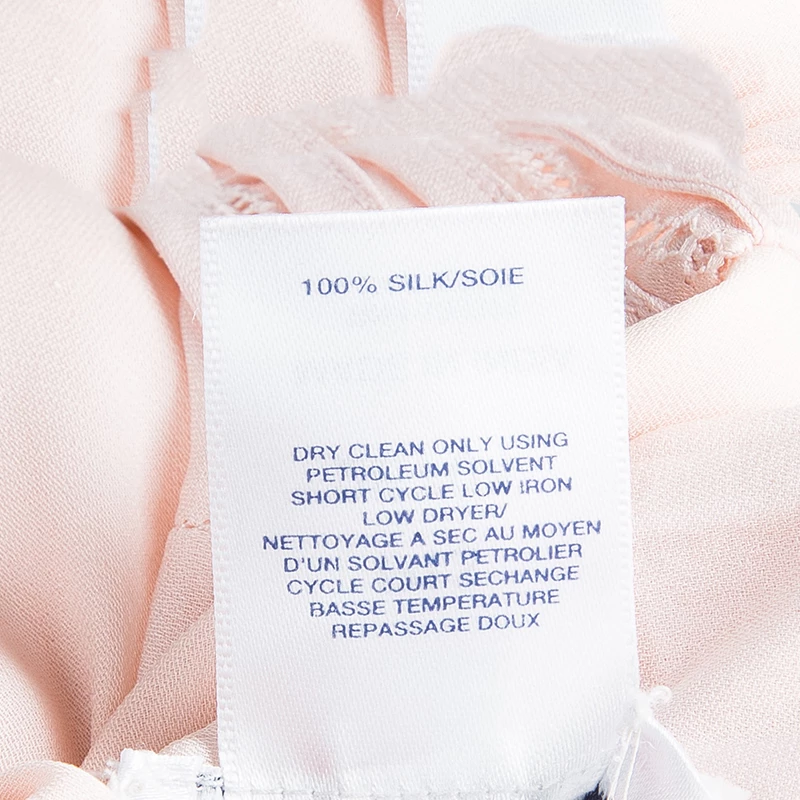 100% SILK/SOIE
DRY CLEAN ONLY USING
PETROLEUM SOLVENT
SHORT CYCLE LOW IRON
LOW DRYER/
NETTOYAGE A SEC AU MOYEN
D'UN SOLVANT PETROLIER
CYCLE COURT SECHANGE
BASSE TEMPERATURE
REPASSAGE DOUX